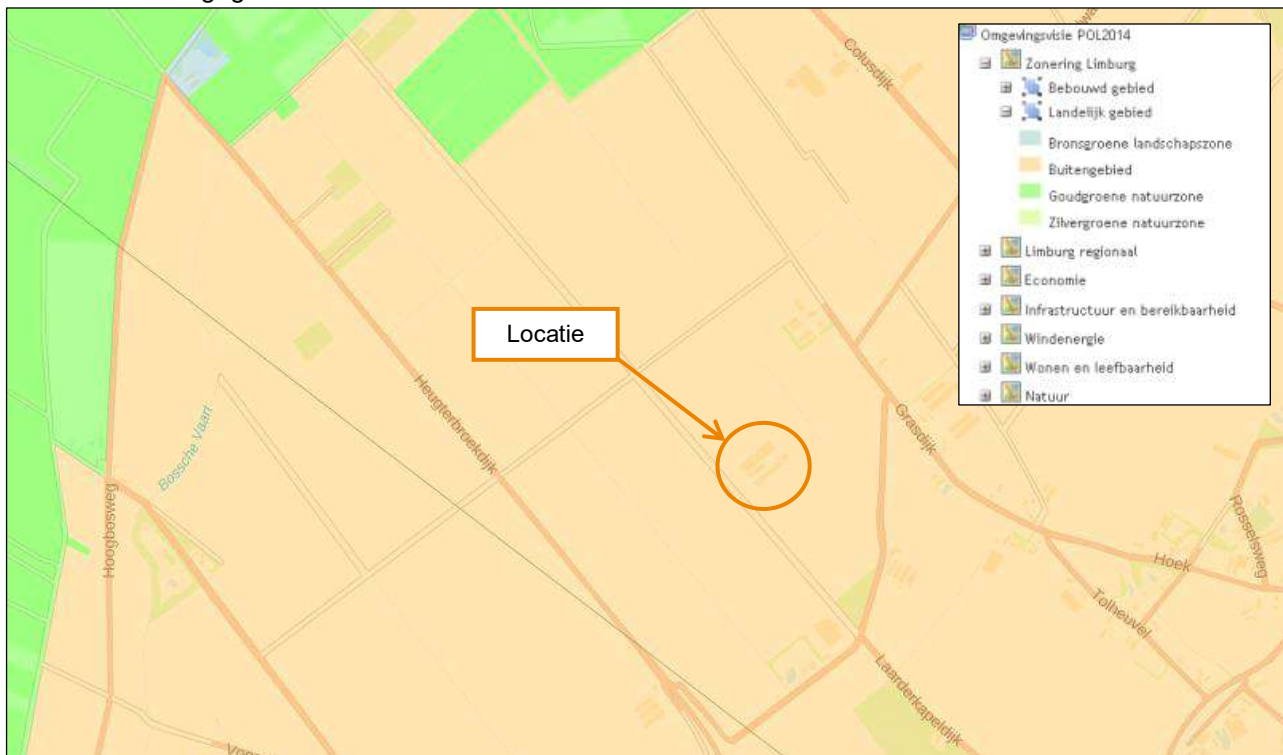 Colusdijk
Omgevingsvisie POL2014
Zonering Limburg
Bebouwd gebied
Landelijk gebied
Bronsgroene landschapszone
Buitengebied
Goudgroene natuurzone
Zilvergroene natuurzone
Limburg regionaal
Economie
Infrastructuur en bereikbaarheid
Windenergie
Wonen en leefbaarheid
Natuur
Locatie
Heugterbroekdijk
Bossche Vaart
Grasdijk
Hoogbosweg
Rosselsweg
Hoek
Tolheuvel
Laarderkapeldijk